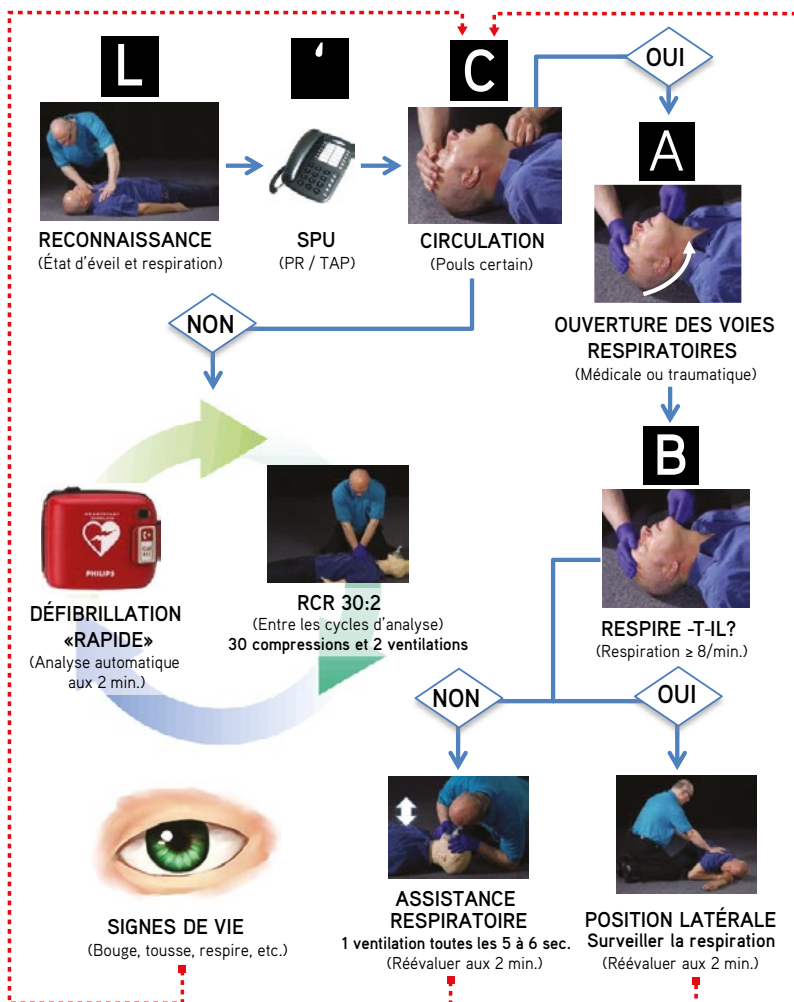 L
'
C
OUI
RECONNAISSANCE
(État d'éveil et respiration)
SPU
(PR / TAP)
CIRCULATION
(Pouls certain)
A
OUVERTURE DES VOIES
RESPIRATOIRES
(Médicale ou traumatique)
NON
B
RESPIRE -T-IL?
(Respiration ≥ 8/min.)
PHILIPS
DÉFIBRILLATION
«RAPIDE»
(Analyse automatique
aux 2 min.)
RCR 30:2
(Entre les cycles d'analyse)
30 compressions et 2 ventilations
NON
OUI
SIGNES DE VIE
(Bouge, tousse, respire, etc.)
ASSISTANCE
RESPIRATOIRE
1 ventilation toutes les 5 à 6 sec.
(Réévaluer aux 2 min.)
POSITION LATÉRALE
Surveiller la respiration
(Réévaluer aux 2 min.)